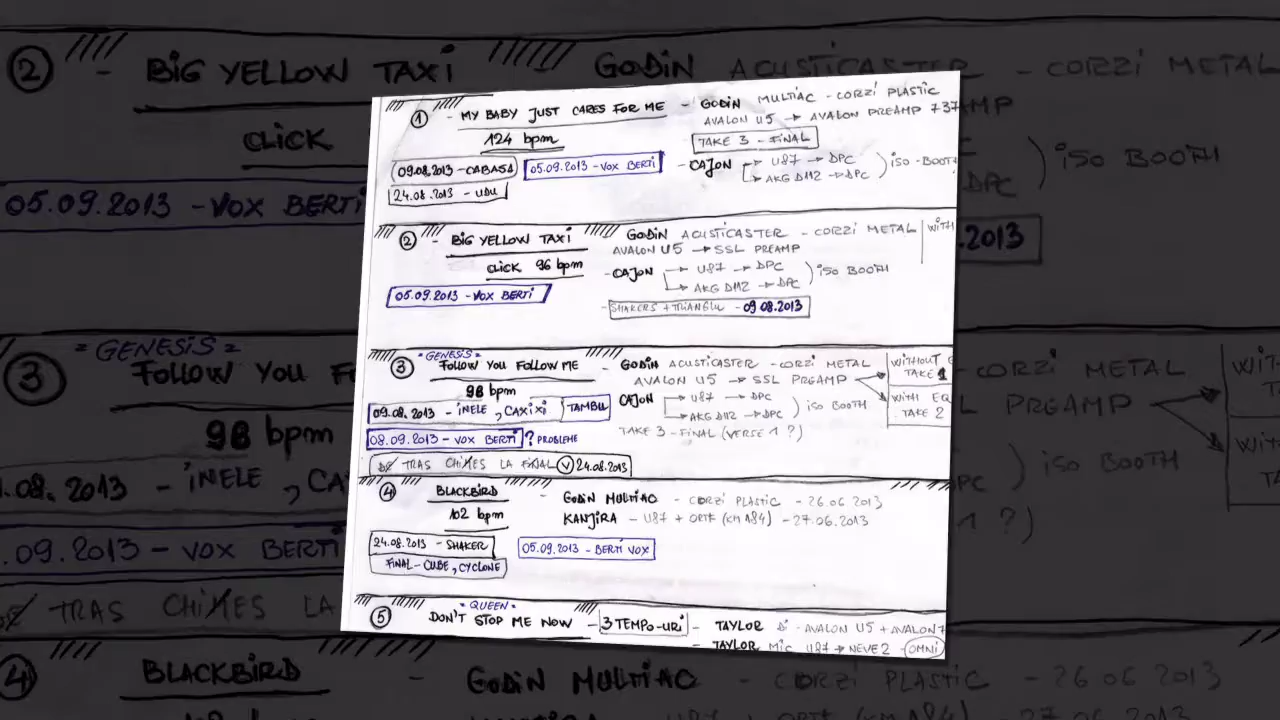 ① - MY BABY JUST CARES FOR ME - GODIN MULTIAC - CORZI PLASTIC
124 bpm AVALON U5 → AVALON PREAMP 737
TAKE 3 - FINAL
09.08.2013 - CABASA 05.09.2013 - VOX BERTI - CAJON → U87 → DPC ) ISO-BOOTH
24.08.2013 - UDU → AKG D112 → DPC
② - BIG YELLOW TAXI GODIN ACUSTICASTER - CORZI METAL WITH
AVALON U5 → SSL PREAMP
CLICK 96 bpm - CAJON → U87 → DPC ) ISO BOOTH
→ AKG D112 → DPC
05.09.2013 - VOX BERTI - SHAKERS + TRIANGLU - 09 08.2013
= GENESIS =
③ FOLLOW YOU FOLLOW ME - GODIN ACUSTICASTER - CORZI METAL WITHOUT
AVALON U5 → SSL PREAMP TAKE 1
98 bpm CAJON → U87 → DPC ) ISO BOOTH WITH EQ
09.08.2013 - INELE, CAXIXI TAMBU → AKG D112 → DPC TAKE 2
TAKE 3 - FINAL (VERSE 1 ?)
08.09.2013 - VOX BERTI ? PROBLEME
DE TRAS CHIMES LA FINAL V 24.08.2013
④ BLACKBIRD - GODIN MULTIAC - CORZI PLASTIC - 26.06 2013
102 bpm KANJIRA - U87 + ORTF (KM A84) - 27.06.2013
24.08.2013 - SHAKER 05.09.2013 - BERTI VOX
FINAL - CUBE, CYCLONE
= QUEEN =
⑤ DON'T STOP ME NOW - 3 TEMPO-URI - TAYLOR DI - AVALON U5 + AVALON 7
- TAYLOR MIC U87 → NEVE 2 - OMNI